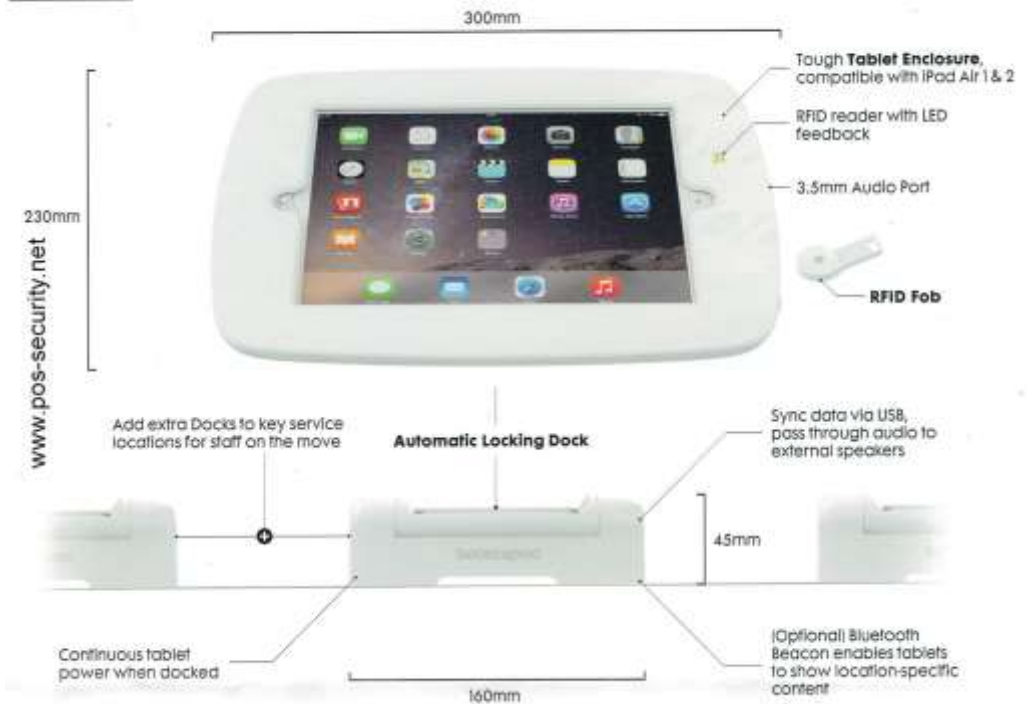 300mm
Tough Tablet Enclosure,
compatible with iPad Air 1 & 2
RFID reader with LED
feedback
3.5mm Audio Port
230mm
www.pos-security.net
RFID Fob
Add extra Docks to key service
locations for staff on the move
Automatic Locking Dock
Sync data via USB,
pass through audio to
external speakers
45mm
Continuous tablet
power when docked
(Optional) Bluetooth
Beacon enables tablets
to show location-specific
content
160mm